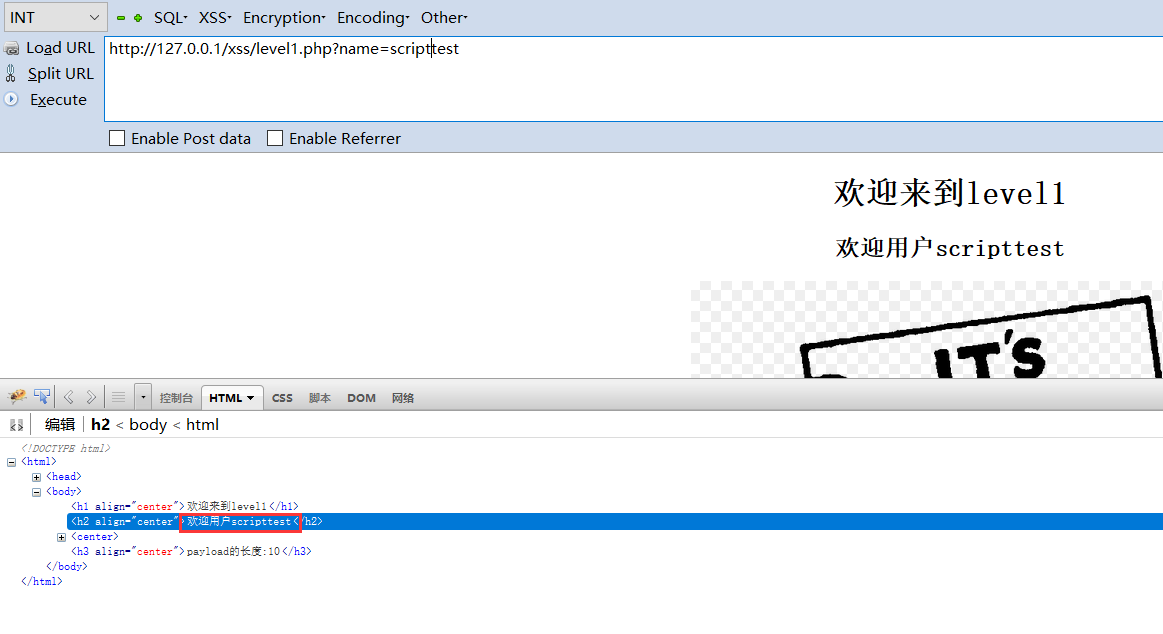 INT SQL XSS Encryption Encoding Other
Load URL
http://127.0.0.1/xss/level1.php?name=scripttest
Split URL
Execute
Enable Post data Enable Referrer
欢迎来到level1
欢迎用户scripttest
IT'S
控制台 HTML CSS 脚本 DOM 网络
编辑 h2 < body < html
<!DOCTYPE html>
<html>
<head>
<body>
<h1 align="center">欢迎来到level1</h1>
<h2 align="center">欢迎用户scripttest</h2>
<center>
<h3 align="center">payload的长度:10</h3>
</body>
</html>